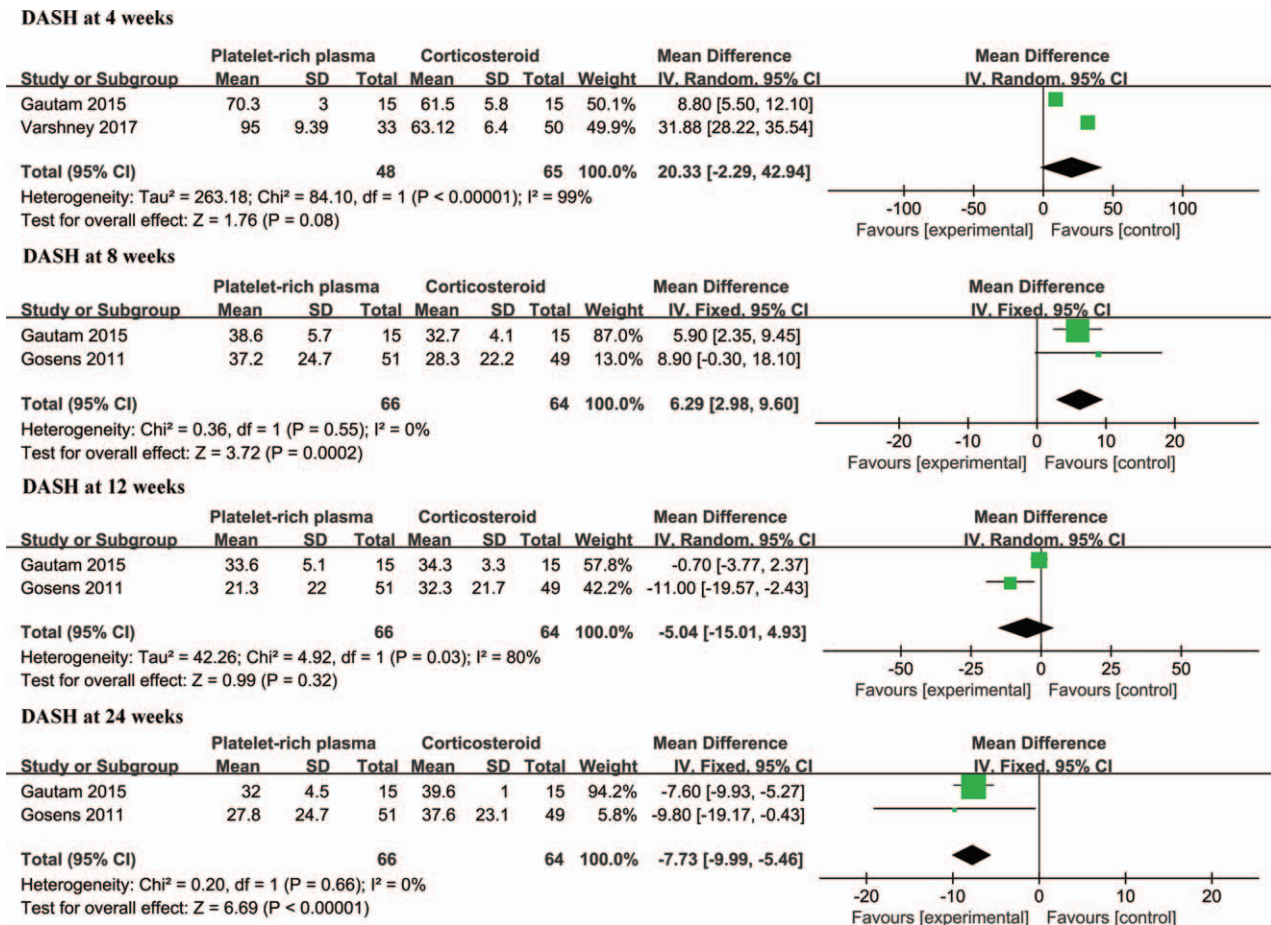 DASH at 4 weeks
Platelet-rich plasma Corticosteroid Mean Difference Mean Difference
Study or Subgroup Mean SD Total Mean SD Total Weight IV, Random, 95% CI IV, Random, 95% CI
Gautam 2015 70.3 3 15 61.5 5.8 15 50.1% 8.80 [5.50, 12.10]
Varshney 2017 95 9.39 33 63.12 6.4 50 49.9% 31.88 [28.22, 35.54]
Total (95% CI) 48 65 100.0% 20.33 [-2.29, 42.94]
Heterogeneity: Tau² = 263.18; Chi² = 84.10, df = 1 (P < 0.00001); I² = 99%
Test for overall effect: Z = 1.76 (P = 0.08)
-100 -50 0 50 100
Favours [experimental] Favours [control]
DASH at 8 weeks
Platelet-rich plasma Corticosteroid Mean Difference Mean Difference
Study or Subgroup Mean SD Total Mean SD Total Weight IV, Fixed, 95% CI IV, Fixed, 95% CI
Gautam 2015 38.6 5.7 15 32.7 4.1 15 87.0% 5.90 [2.35, 9.45]
Gosens 2011 37.2 24.7 51 28.3 22.2 49 13.0% 8.90 [-0.30, 18.10]
Total (95% CI) 66 64 100.0% 6.29 [2.98, 9.60]
Heterogeneity: Chi² = 0.36, df = 1 (P = 0.55); I² = 0%
Test for overall effect: Z = 3.72 (P = 0.0002)
-20 -10 0 10 20
Favours [experimental] Favours [control]
DASH at 12 weeks
Platelet-rich plasma Corticosteroid Mean Difference Mean Difference
Study or Subgroup Mean SD Total Mean SD Total Weight IV, Random, 95% CI IV, Random, 95% CI
Gautam 2015 33.6 5.1 15 34.3 3.3 15 57.8% -0.70 [-3.77, 2.37]
Gosens 2011 21.3 22 51 32.3 21.7 49 42.2% -11.00 [-19.57, -2.43]
Total (95% CI) 66 64 100.0% -5.04 [-15.01, 4.93]
Heterogeneity: Tau² = 42.26; Chi² = 4.92, df = 1 (P = 0.03); I² = 80%
Test for overall effect: Z = 0.99 (P = 0.32)
-50 -25 0 25 50
Favours [experimental] Favours [control]
DASH at 24 weeks
Platelet-rich plasma Corticosteroid Mean Difference Mean Difference
Study or Subgroup Mean SD Total Mean SD Total Weight IV, Fixed, 95% CI IV, Fixed, 95% CI
Gautam 2015 32 4.5 15 39.6 1 15 94.2% -7.60 [-9.93, -5.27]
Gosens 2011 27.8 24.7 51 37.6 23.1 49 5.8% -9.80 [-19.17, -0.43]
Total (95% CI) 66 64 100.0% -7.73 [-9.99, -5.46]
Heterogeneity: Chi² = 0.20, df = 1 (P = 0.66); I² = 0%
Test for overall effect: Z = 6.69 (P < 0.00001)
-20 -10 0 10 20
Favours [experimental] Favours [control]